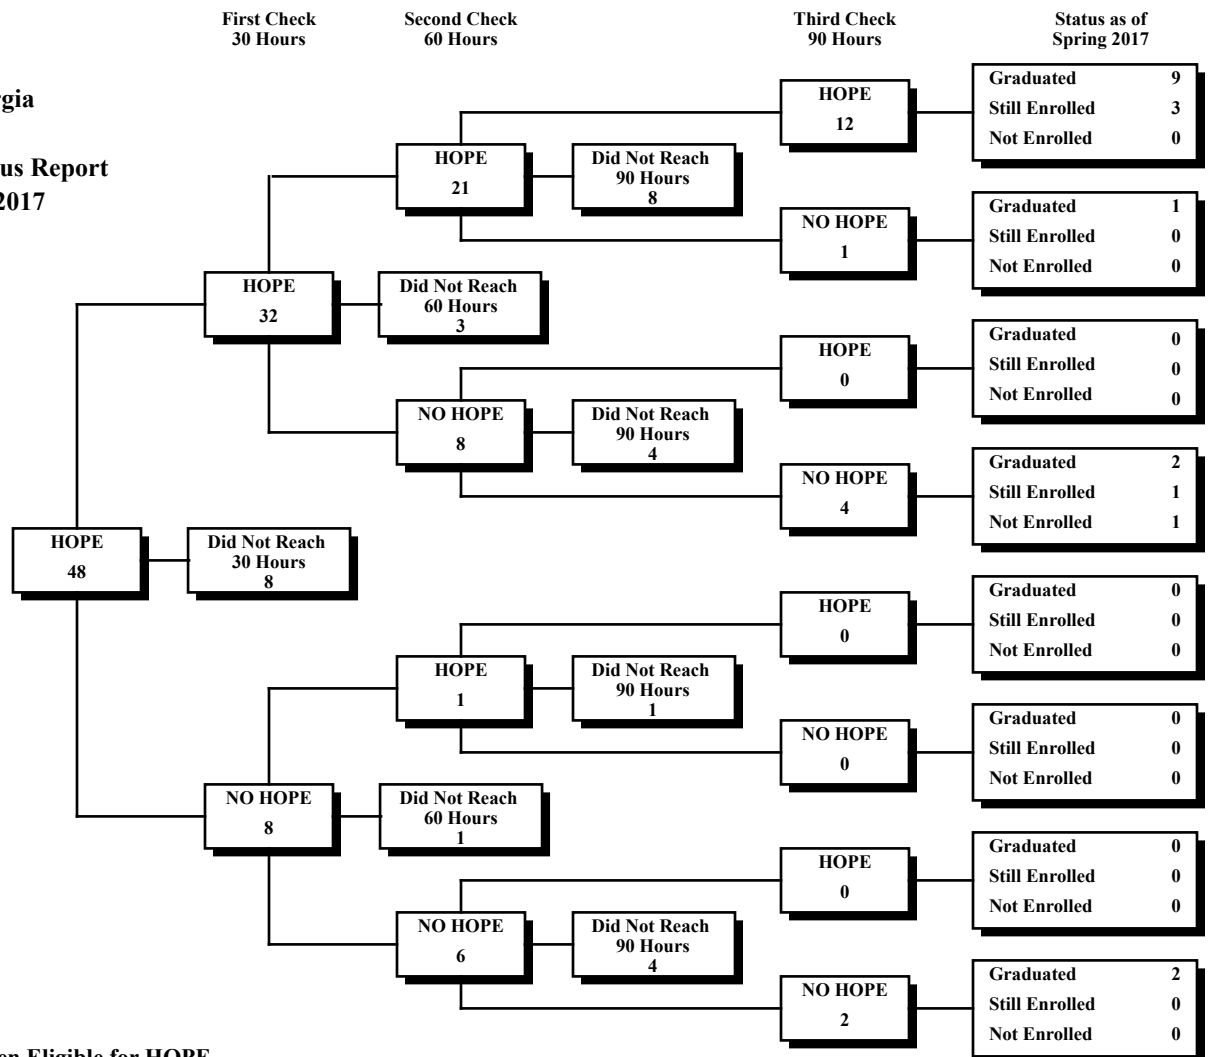 First Check
30 Hours
Second Check
60 Hours
Third Check
90 Hours
Status as of
Spring 2017
rgia
us Report
2017
HOPE
48
Did Not Reach
30 Hours
8
HOPE
32
Did Not Reach
60 Hours
3
NO HOPE
8
Did Not Reach
60 Hours
1
HOPE
21
Did Not Reach
90 Hours
8
NO HOPE
8
Did Not Reach
90 Hours
4
HOPE
1
Did Not Reach
90 Hours
1
NO HOPE
6
Did Not Reach
90 Hours
4
HOPE
12
Graduated 9
Still Enrolled 3
Not Enrolled 0
NO HOPE
1
Graduated 1
Still Enrolled 0
Not Enrolled 0
HOPE
0
Graduated 0
Still Enrolled 0
Not Enrolled 0
NO HOPE
4
Graduated 2
Still Enrolled 1
Not Enrolled 1
HOPE
0
Graduated 0
Still Enrolled 0
Not Enrolled 0
NO HOPE
0
Graduated 0
Still Enrolled 0
Not Enrolled 0
HOPE
0
Graduated 0
Still Enrolled 0
Not Enrolled 0
NO HOPE
2
Graduated 2
Still Enrolled 0
Not Enrolled 0
en Eligible for HOPE